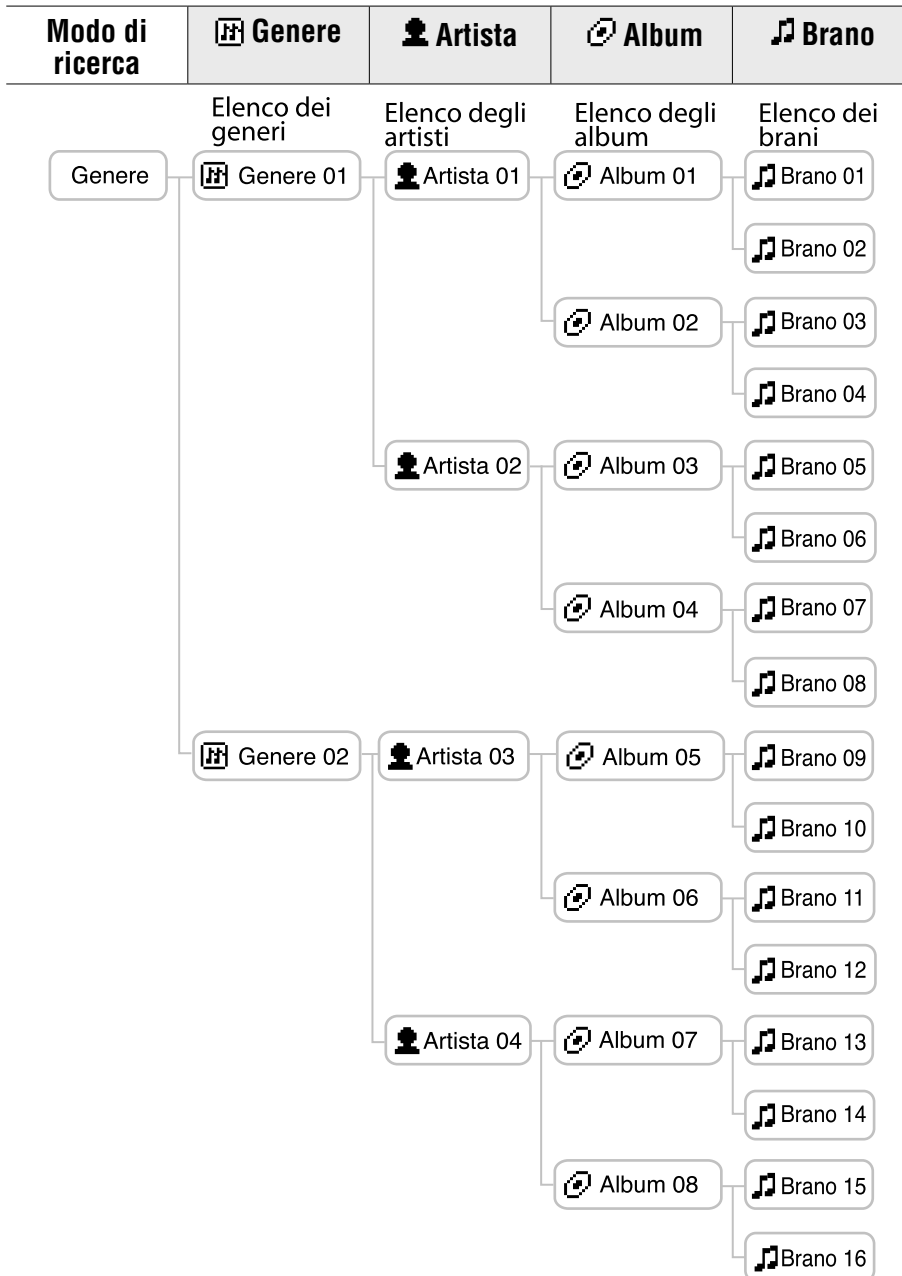 Modo di ricerca
Genere
Artista
Album
Brano
Elenco dei generi
Elenco degli artisti
Elenco degli album
Elenco dei brani
Genere
Genere 01
Artista 01
Album 01
Brano 01
Brano 02
Album 02
Brano 03
Brano 04
Artista 02
Album 03
Brano 05
Brano 06
Album 04
Brano 07
Brano 08
Genere 02
Artista 03
Album 05
Brano 09
Brano 10
Album 06
Brano 11
Brano 12
Artista 04
Album 07
Brano 13
Brano 14
Album 08
Brano 15
Brano 16